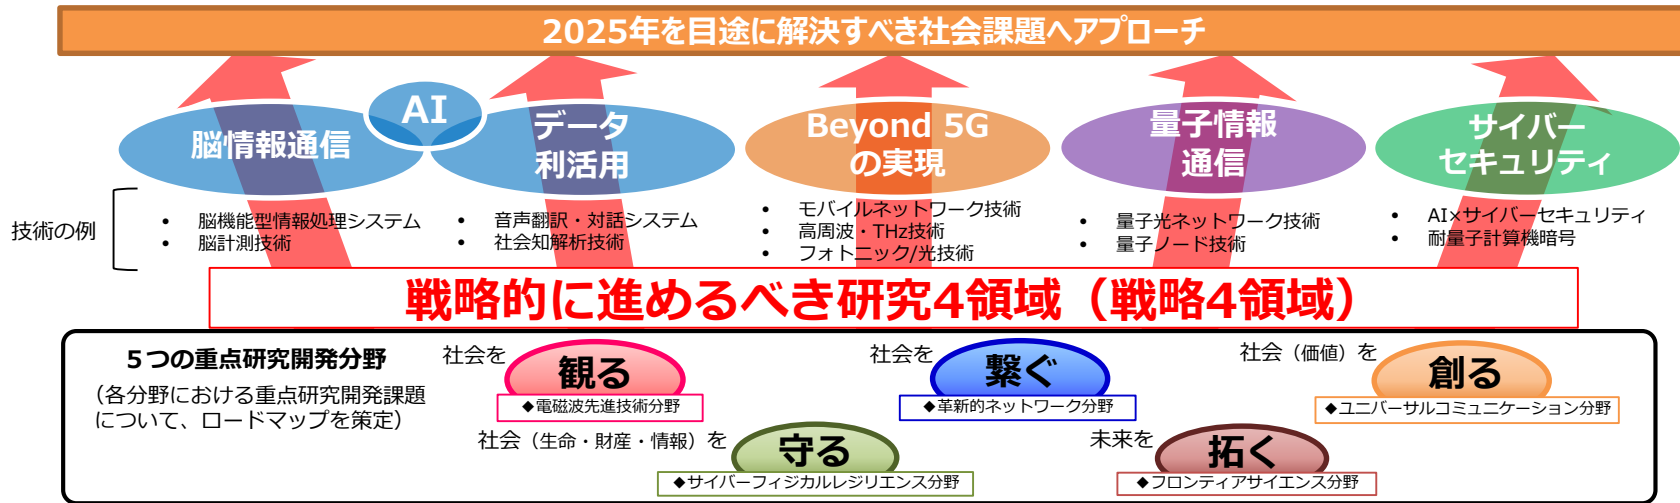 2025年を目途に解決すべき社会課題へアプローチ
AI
脳情報通信
データ
利活用
Beyond 5G
の実現
量子情報
通信
サイバー
セキュリティ
技術の例
• 脳機能型情報処理システム
• 脳計測技術
• 音声翻訳・対話システム
• 社会知解析技術
• モバイルネットワーク技術
• 高周波・THz技術
• フォトニック/光技術
• 量子光ネットワーク技術
• 量子ノード技術
• AI×サイバーセキュリティ
• 耐量子計算機暗号
戦略的に進めるべき研究4領域（戦略4領域）
５つの重点研究開発分野
（各分野における重点研究開発課題
について、ロードマップを策定）
社会を
観る
◆電磁波先進技術分野
社会を
繋ぐ
◆革新的ネットワーク分野
社会（価値）を
創る
◆ユニバーサルコミュニケーション分野
社会（生命・財産・情報）を
守る
◆サイバーフィジカルレジリエンス分野
未来を
拓く
◆フロンティアサイエンス分野